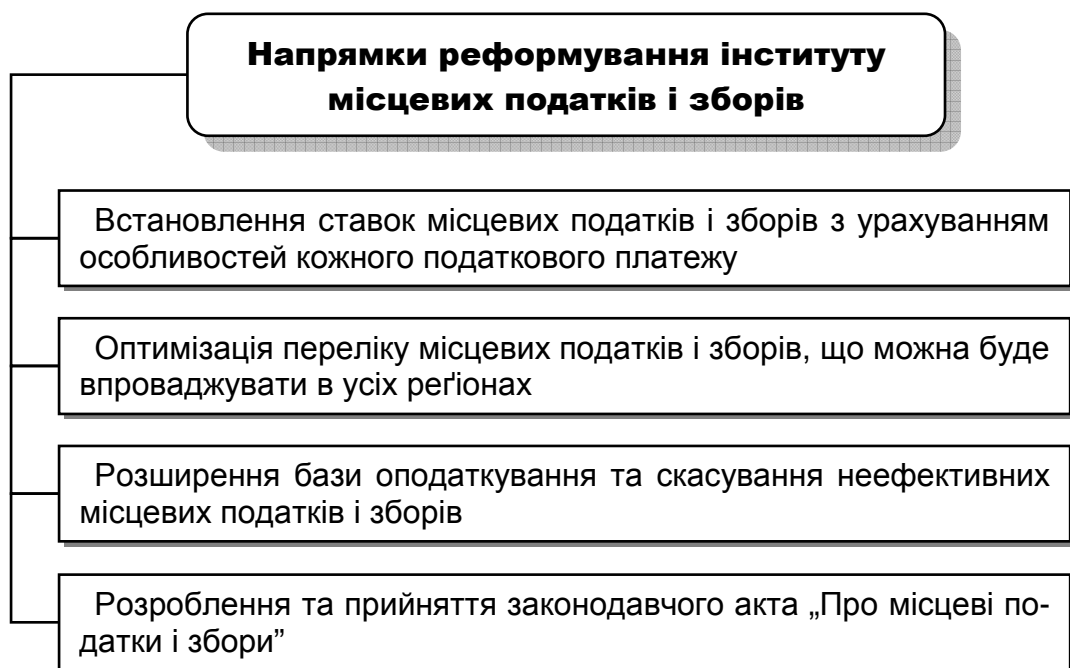 Напрямки реформування інституту
місцевих податків і зборів
Встановлення ставок місцевих податків і зборів з урахуванням
особливостей кожного податкового платежу
Оптимізація переліку місцевих податків і зборів, що можна буде
впроваджувати в усіх реґіонах
Розширення бази оподаткування та скасування неефективних
місцевих податків і зборів
Розроблення та прийняття законодавчого акта „Про місцеві по-
датки і збори”